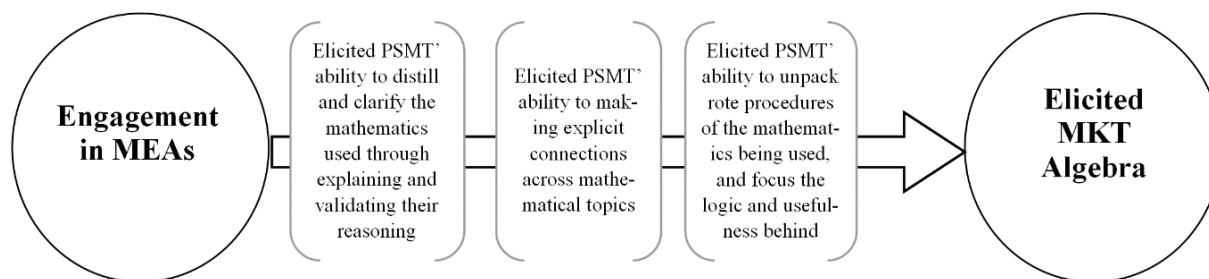 Engagement
in MEAs
Elicited PSMT’
ability to distill
and clarify the
mathematics
used through
explaining and
validating their
reasoning
Elicited PSMT’
ability to mak-
ing explicit
connections
across mathe-
matical topics
Elicited PSMT’
ability to unpack
rote procedures
of the mathemat-
ics being used,
and focus the
logic and useful-
ness behind
Elicited
MKT
Algebra